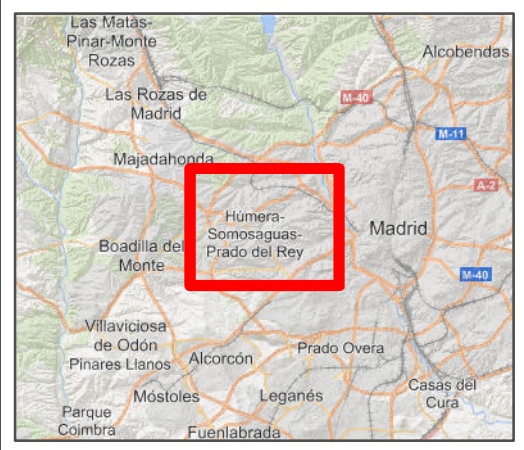 Las Matas-
Pinar-Monte
Rozas
Alcobendas
Las Rozas de
Madrid
M-40
M-11
Majadahonda
A-2
Húmera-
Somosaguas-
Prado del Rey
Madrid
Boadilla del
Monte
M-40
Villaviciosa
de Odón
Pinares Llanos
Alcorcón
Prado Overa
Móstoles
Leganés
Casas del
Cura
Parque
Coimbra
Fuenlabrada